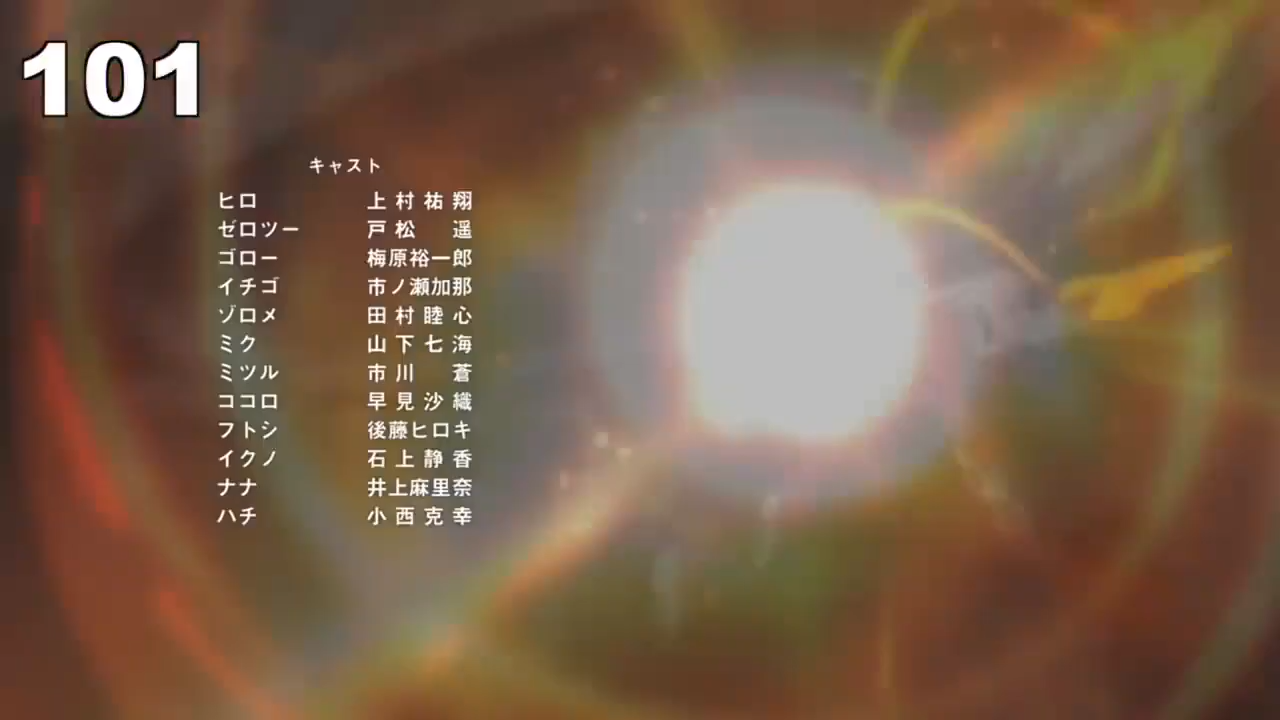 101
キャスト
ヒロ 上村祐翔
ゼロツー 戸松 遥
ゴロー 梅原裕一郎
イチゴ 市ノ瀬加那
ゾロメ 田村睦心
ミク 山下七海
ミツル 市川 蒼
ココロ 早見沙織
フトシ 後藤ヒロキ
イクノ 石上静香
ナナ 井上麻里奈
ハチ 小西克幸